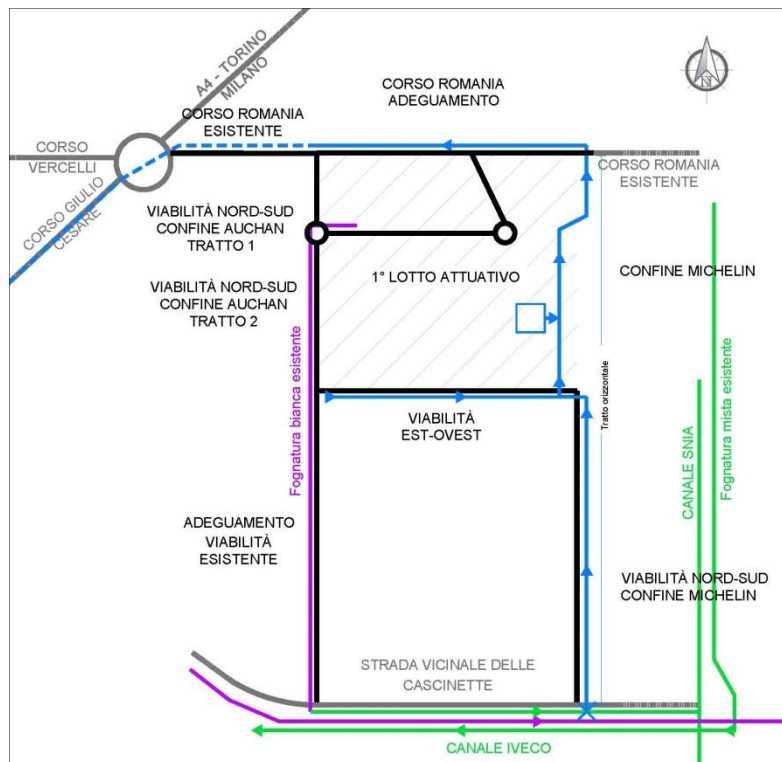 A4 - TORINO
MILANO
N
CORSO ROMANIA
ADEGUAMENTO
CORSO ROMANIA
ESISTENTE
CORSO
VERCELLI
CORSO GIULIO
CESARE
CORSO ROMANIA
ESISTENTE
VIABILITÀ NORD-SUD
CONFINE AUCHAN
TRATTO 1
1° LOTTO ATTUATIVO
CONFINE MICHELIN
VIABILITÀ NORD-SUD
CONFINE AUCHAN
TRATTO 2
Fognatura bianca esistente
Tratto orizzontale
VIABILITÀ
EST-OVEST
CANALE SNIA
Fognatura mista esistente
ADEGUAMENTO
VIABILITÀ
ESISTENTE
VIABILITÀ NORD-SUD
CONFINE MICHELIN
STRADA VICINALE DELLE
CASCINETTE
CANALE IVECO